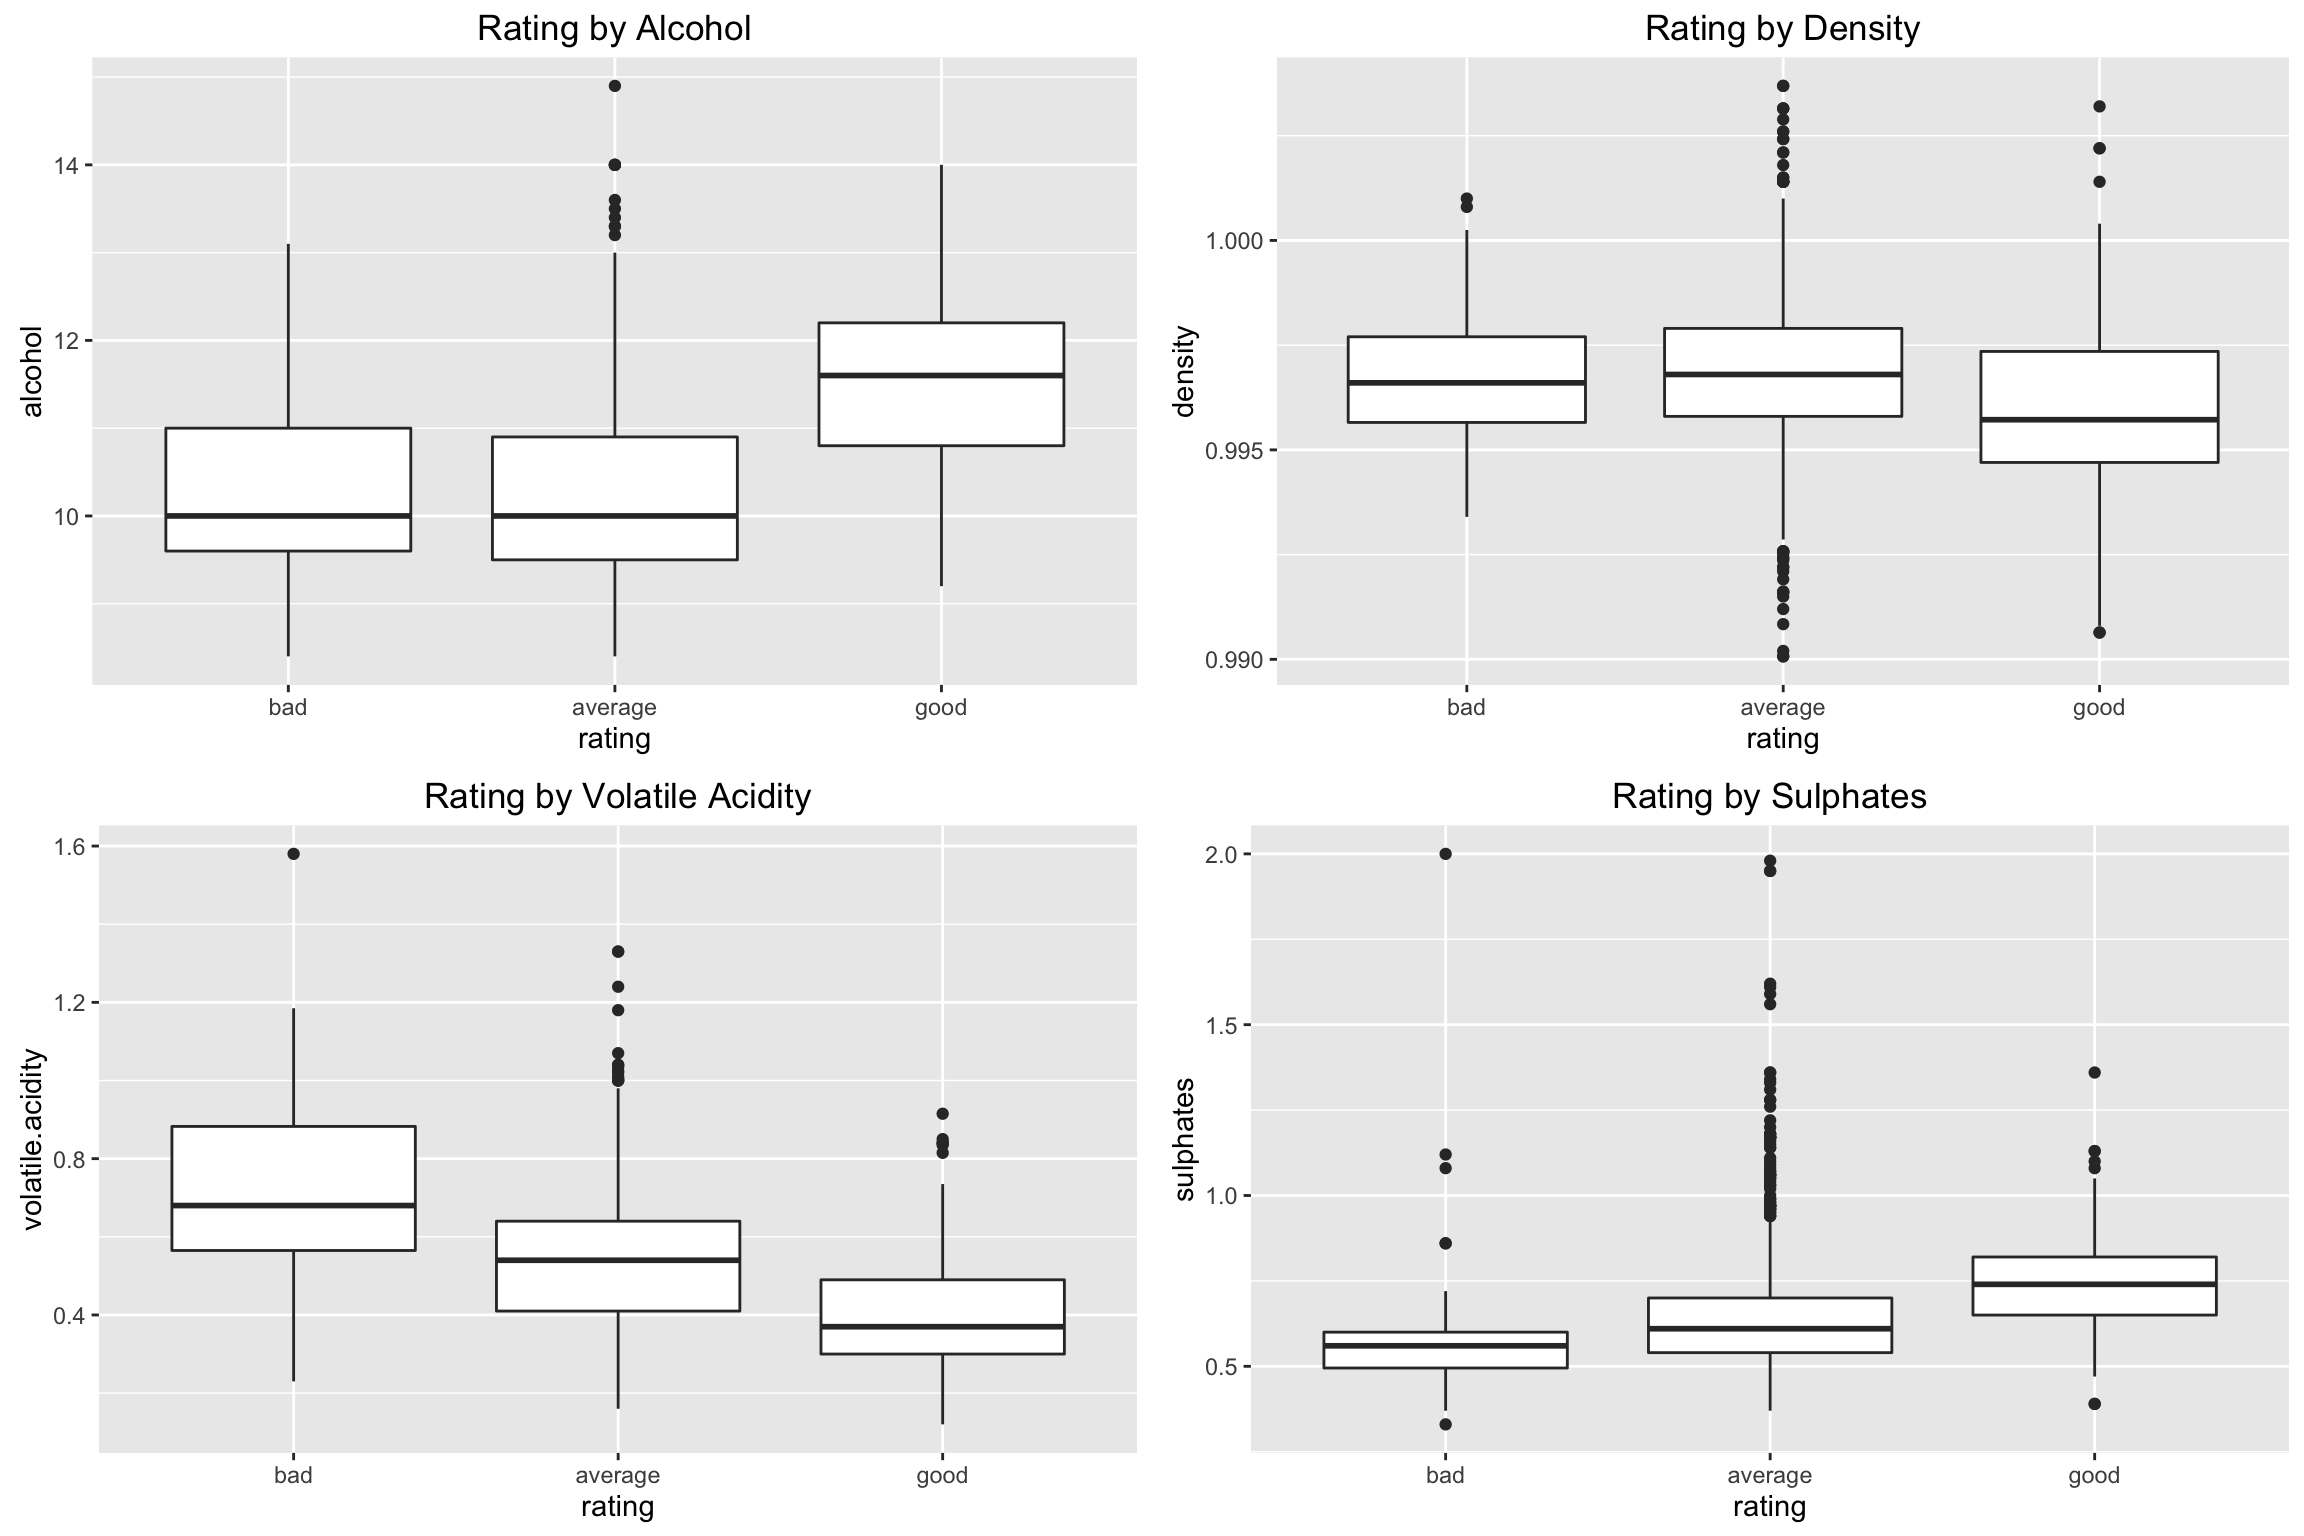 Rating by Alcohol
14
12
10
alcohol
bad average good
rating
Rating by Density
1.000
0.995
0.990
density
bad average good
rating
Rating by Volatile Acidity
1.6
1.2
0.8
0.4
volatile.acidity
bad average good
rating
Rating by Sulphates
2.0
1.5
1.0
0.5
sulphates
bad average good
rating